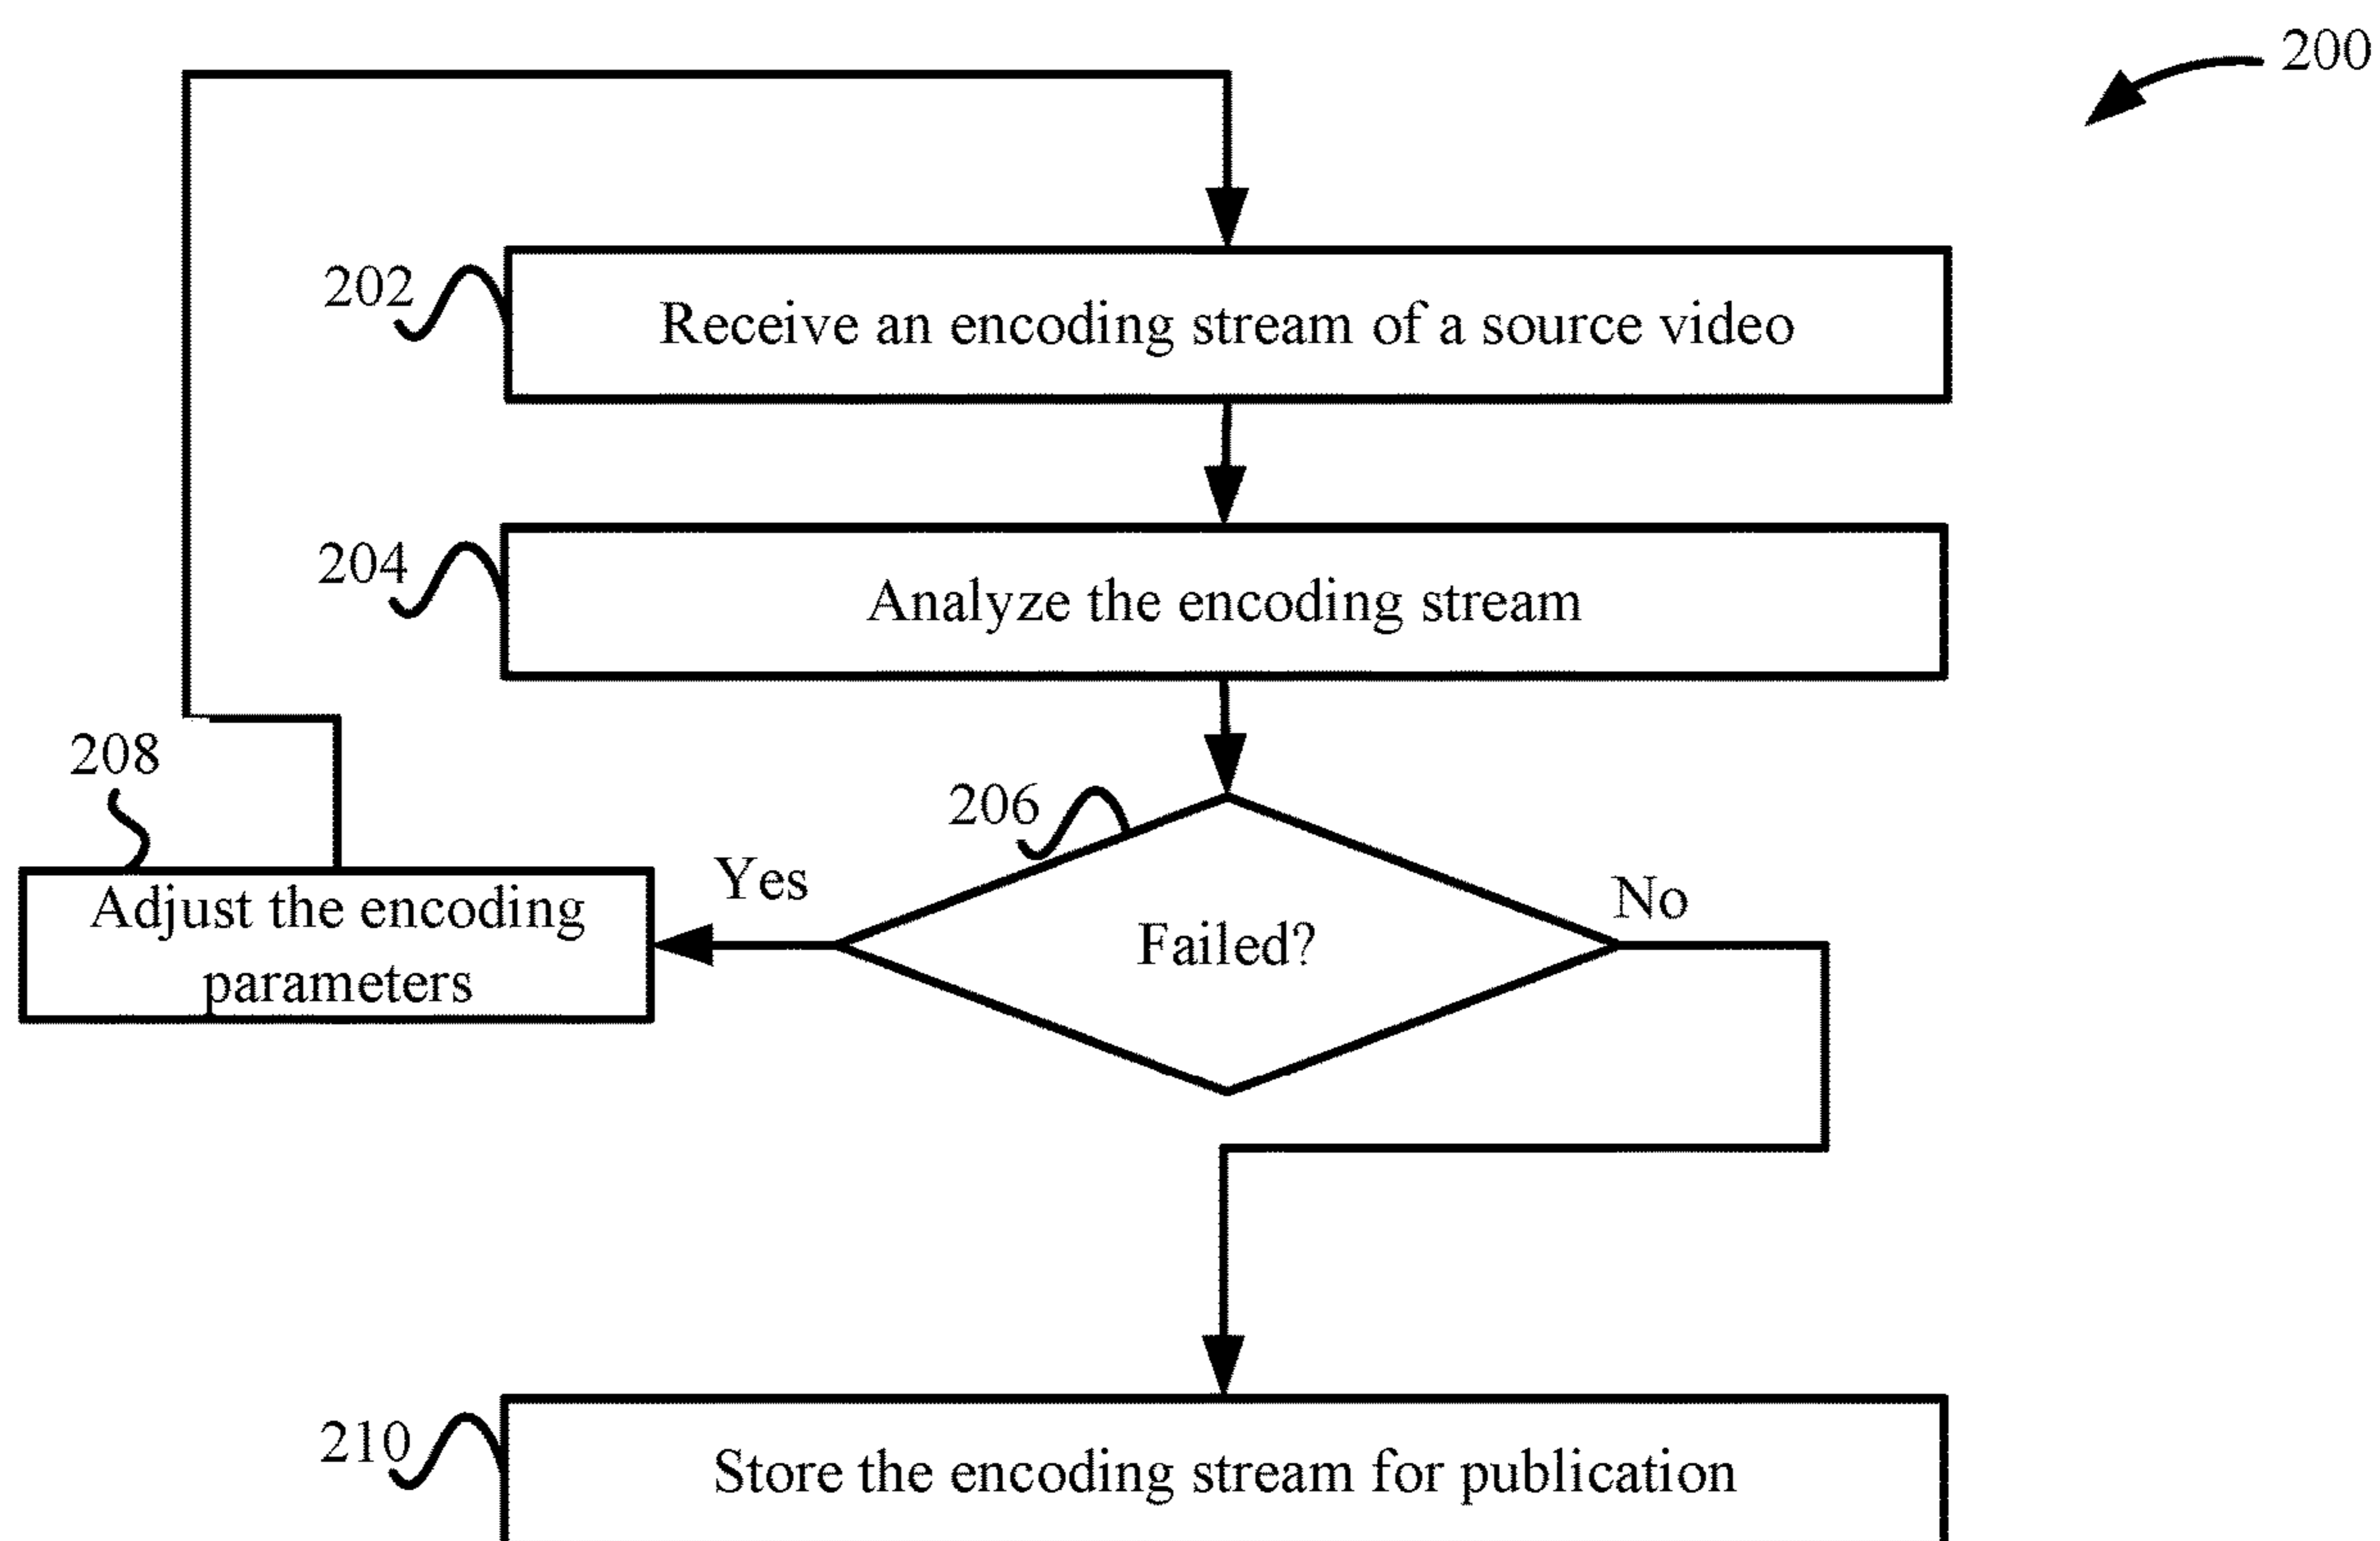 200
202
Receive an encoding stream of a source video
204
Analyze the encoding stream
208
206
Yes
No
Adjust the encoding
parameters
Failed?
210
Store the encoding stream for publication